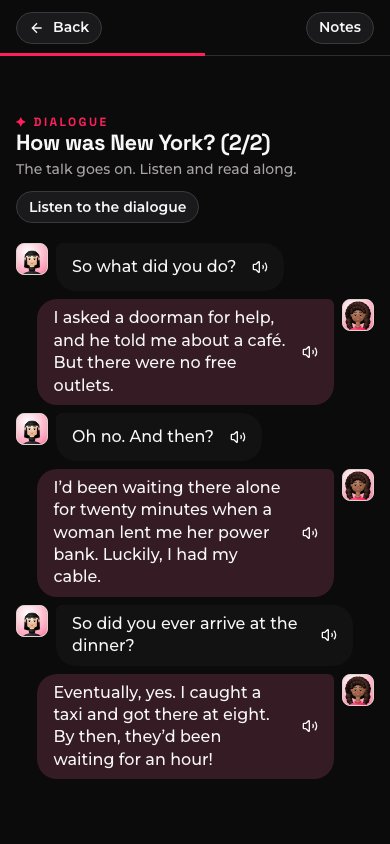 Back
Notes
DIALOGUE
How was New York? (2/2)
The talk goes on. Listen and read along.
Listen to the dialogue
So what did you do?
I asked a doorman for help,
and he told me about a café.
But there were no free
outlets.
Oh no. And then?
I’d been waiting there alone
for twenty minutes when a
woman lent me her power
bank. Luckily, I had my
cable.
So did you ever arrive at the
dinner?
Eventually, yes. I caught a
taxi and got there at eight.
By then, they’d been
waiting for an hour!